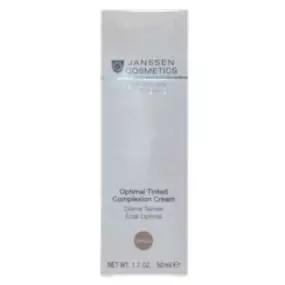 JANSSEN
COSMETICS
Optimal Tinted
Complexion Cream
Crème Teintée
Éclat Optimal
NET WT. 1.7 OZ. 50ml ℮